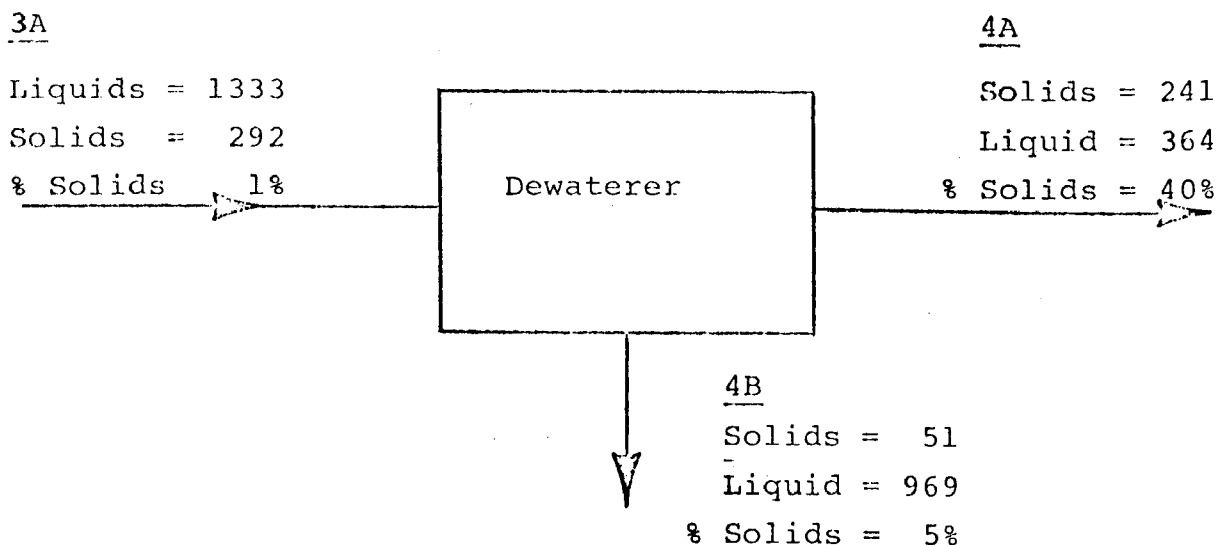 3A
Liquids = 1333
Solids = 292
% Solids 1%
Dewaterer
4A
Solids = 241
Liquid = 364
% Solids = 40%
4B
Solids = 51
Liquid = 969
% Solids = 5%